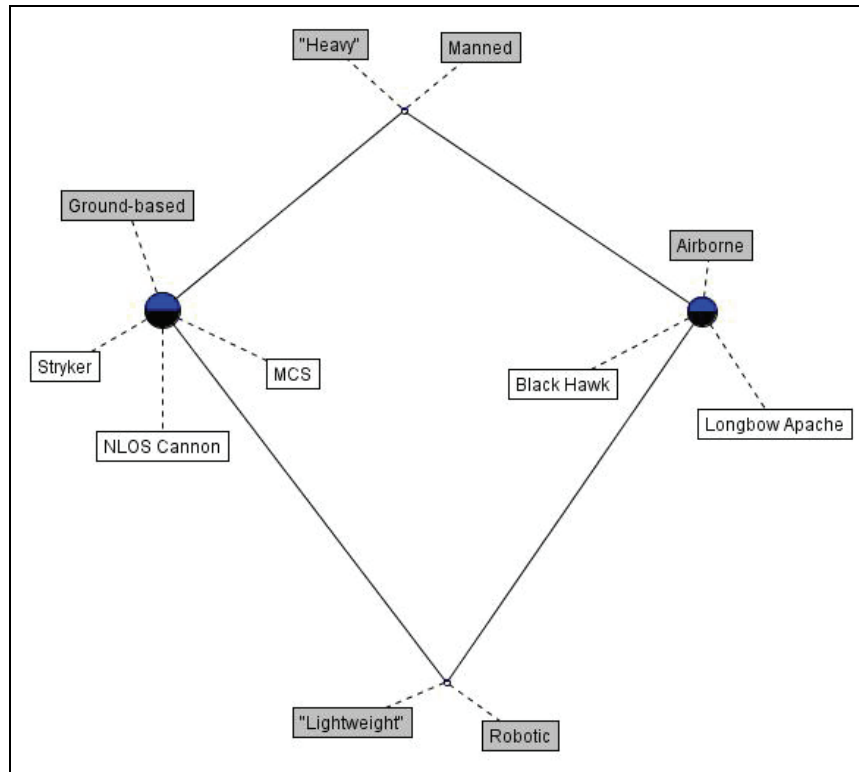 "Heavy"
Manned
Ground-based
Airborne
Stryker
MCS
Black Hawk
NLOS Cannon
Longbow Apache
"Lightweight"
Robotic